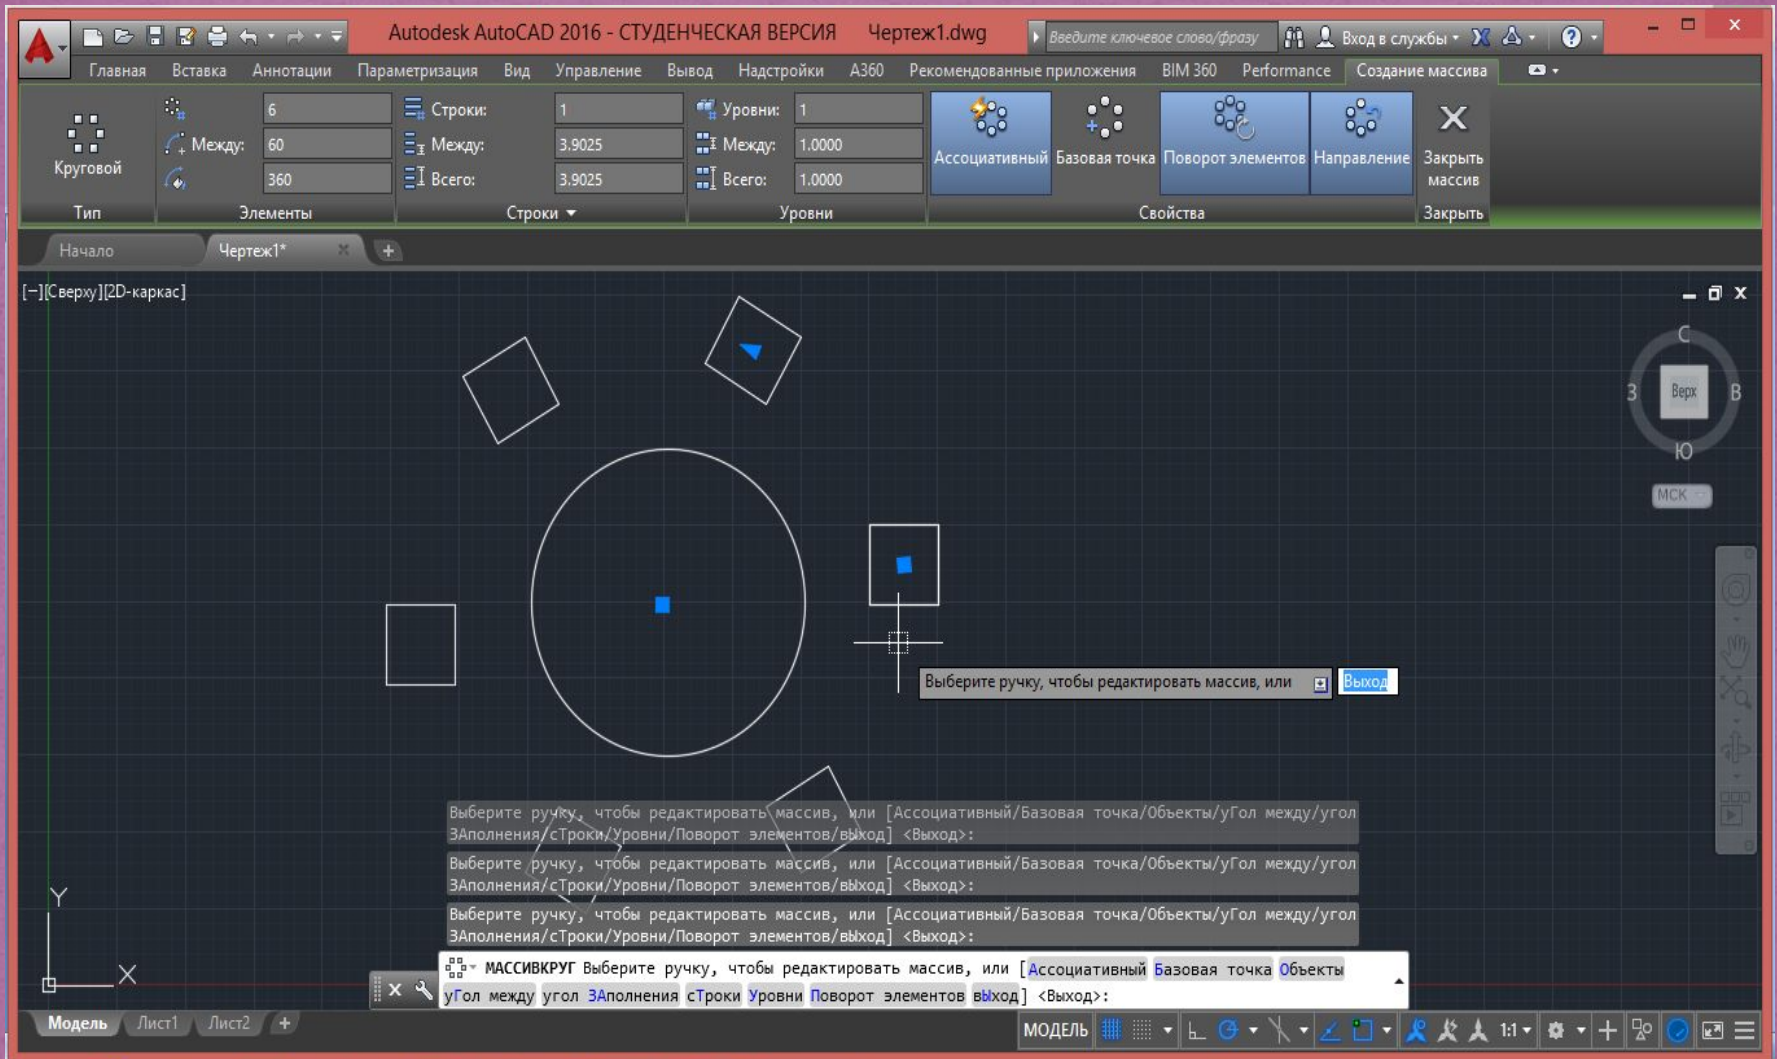 Autodesk AutoCAD 2016 - СТУДЕНЧЕСКАЯ ВЕРСИЯ Чертеж1.dwg Введите ключевое слово/фразу Вход в службы
Главная Вставка Аннотации Параметризация Вид Управление Вывод Надстройки A360 Рекомендованные приложения BIM 360 Performance Создание массива
6 Строки: 1 Уровни: 1
Между: 60 Между: 3.9025 Между: 1.0000
Круговой Ассоциативный Базовая точка Поворот элементов Направление Закрыть массив
360 Всего: 3.9025 Всего: 1.0000
Тип Элементы Строки Уровни Свойства Закрыть
Начало Чертеж1*
[−][Сверху][2D-каркас]
С
З Верх В
Ю
МСК
Выберите ручку, чтобы редактировать массив, или Выход
Выберите ручку, чтобы редактировать массив, или [Ассоциативный/Базовая точка/Объекты/уГол между/угол
ЗАполнения/сТроки/Уровни/Поворот элементов/вЫход] <Выход>:
Выберите ручку, чтобы редактировать массив, или [Ассоциативный/Базовая точка/Объекты/уГол между/угол
ЗАполнения/сТроки/Уровни/Поворот элементов/вЫход] <Выход>:
Выберите ручку, чтобы редактировать массив, или [Ассоциативный/Базовая точка/Объекты/уГол между/угол
ЗАполнения/сТроки/Уровни/Поворот элементов/вЫход] <Выход>:
Y
X
МАССИВКРУГ Выберите ручку, чтобы редактировать массив, или [Ассоциативный Базовая точка Объекты
уГол между угол ЗАполнения сТроки Уровни Поворот элементов вЫход] <Выход>:
Модель Лист1 Лист2 + МОДЕЛЬ 1:1